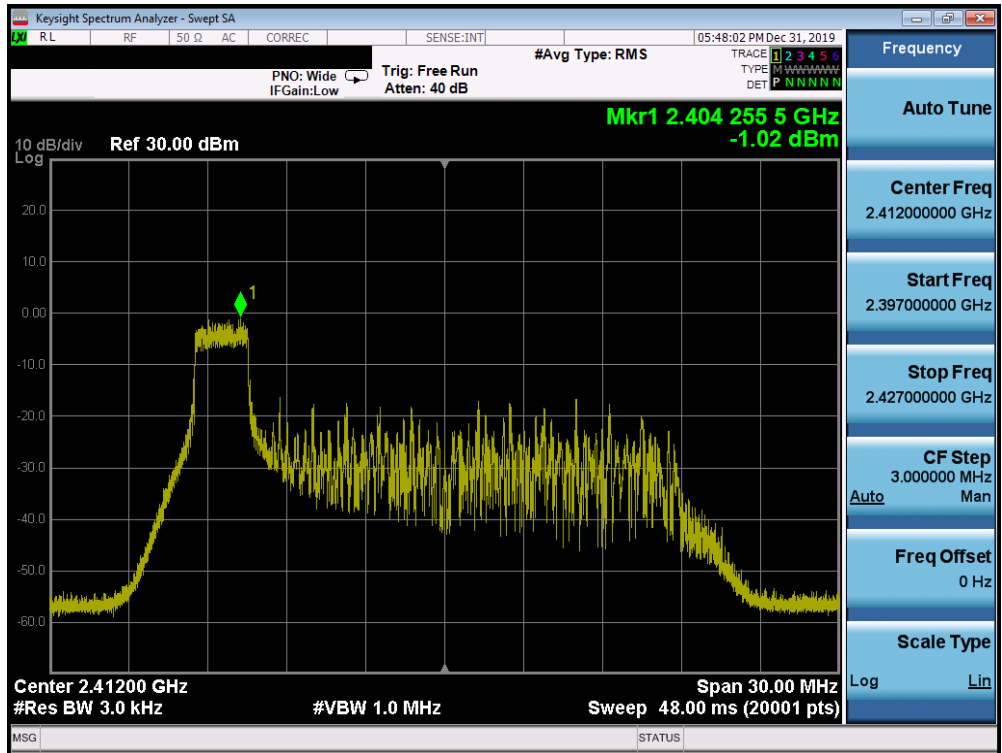 Keysight Spectrum Analyzer - Swept SA
LXI RL RF 50 Ω AC CORREC SENSE:INT 05:48:02 PM Dec 31, 2019
#Avg Type: RMS TRACE 1 2 3 4 5 6
PNO: Wide Trig: Free Run TYPE M WWWWW
IFGain:Low Atten: 40 dB DET P N N N N N
Mkr1 2.404 255 5 GHz
-1.02 dBm
10 dB/div Ref 30.00 dBm
Log
1
20.0
10.0
0.00
-10.0
-20.0
-30.0
-40.0
-50.0
-60.0
Center 2.41200 GHz Span 30.00 MHz
#Res BW 3.0 kHz #VBW 1.0 MHz Sweep 48.00 ms (20001 pts)
MSG STATUS
Frequency
Auto Tune
Center Freq
2.412000000 GHz
Start Freq
2.397000000 GHz
Stop Freq
2.427000000 GHz
CF Step
3.000000 MHz
Auto Man
Freq Offset
0 Hz
Scale Type
Log Lin